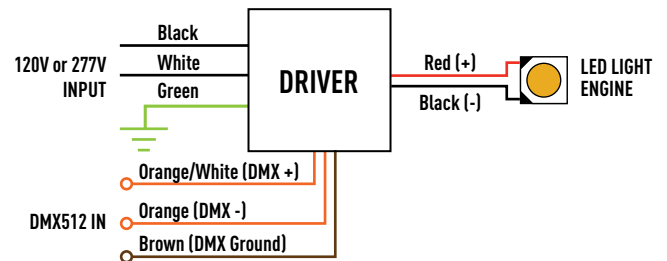 Black
120V or 277V
INPUT
White
Green
DRIVER
Red (+)
Black (-)
LED LIGHT
ENGINE
Orange/White (DMX +)
DMX512 IN
Orange (DMX -)
Brown (DMX Ground)